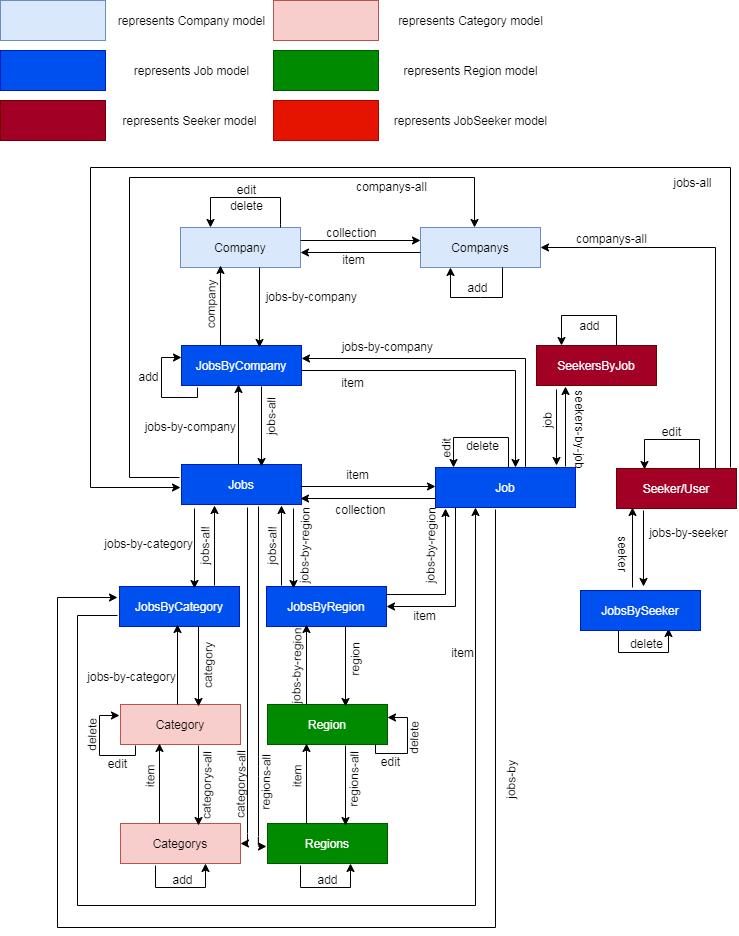 represents Company model
represents Category model
represents Job model
represents Region model
represents Seeker model
represents JobSeeker model
jobs-all
companys-all
edit
delete
collection
companys-all
Company
Companys
item
add
company
jobs-by-company
add
jobs-by-company
JobsByCompany
SeekersByJob
add
item
jobs-by-company
jobs-all
job
seekers-by-job
edit
delete
edit
Jobs
item
Job
Seeker/User
collection
jobs-by-category
jobs-all
jobs-all
jobs-by-region
jobs-by-region
seeker
jobs-by-seeker
JobsByCategory
JobsByRegion
item
JobsBySeeker
delete
jobs-by-category
category
jobs-by-region
region
item
Category
Region
delete
edit
edit
delete
item
categorys-all
categorys-all
regions-all
item
regions-all
jobs-by
Categorys
Regions
add
add